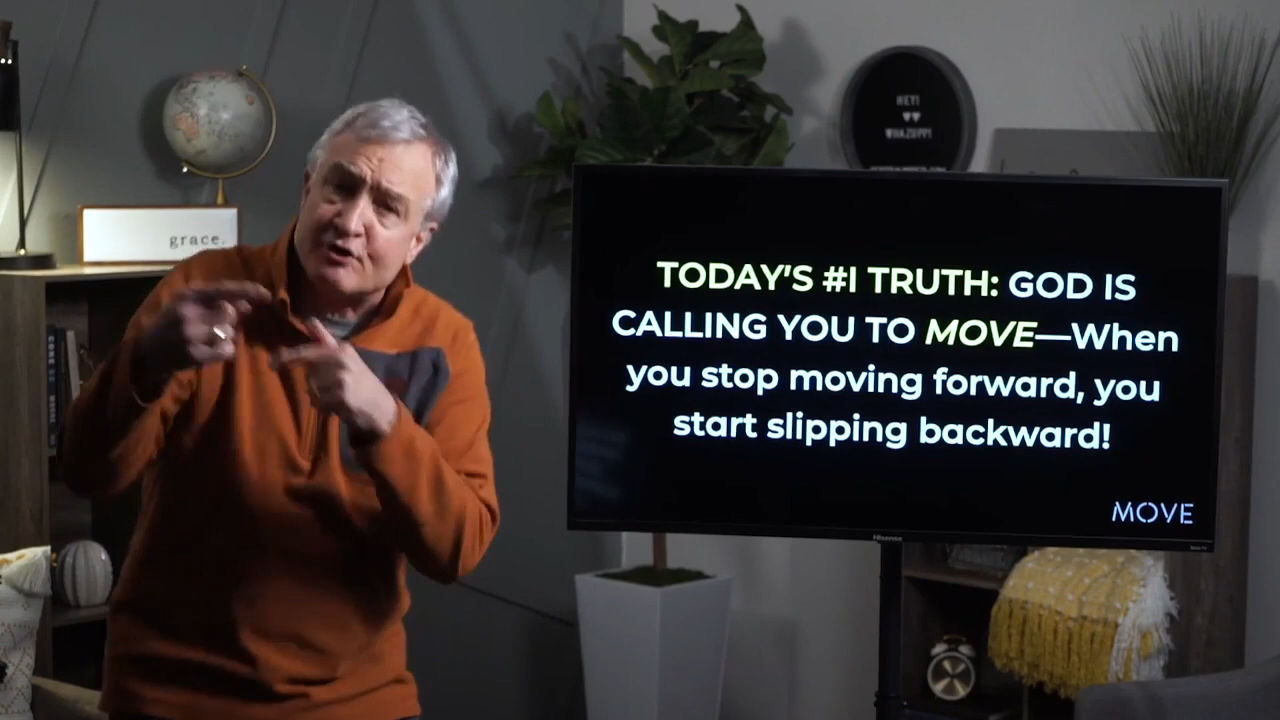 HEY!
♥♥
WHAZUPP!
grace.
TODAY'S #1 TRUTH: GOD IS
CALLING YOU TO MOVE—When
you stop moving forward, you
start slipping backward!
MOVE
Hisense